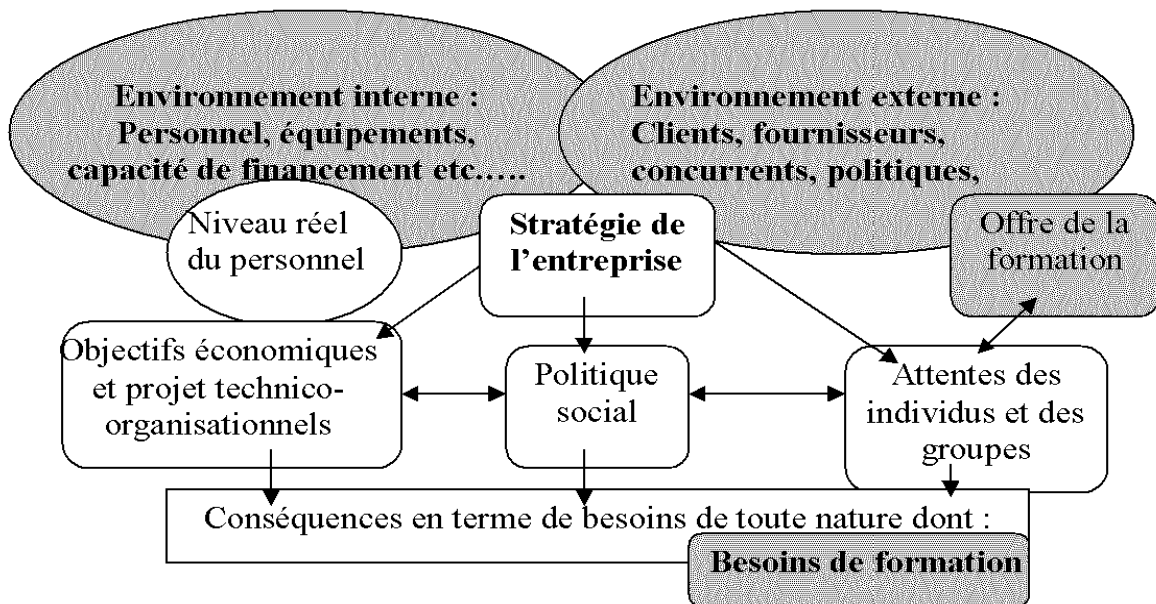 Environnement interne :
Personnel, équipements,
capacité de financement etc.….
Environnement externe :
Clients, fournisseurs,
concurrents, politiques,
Niveau réel
du personnel
Stratégie de
l’entreprise
Offre de la
formation
Objectifs économiques
et projet technico-
organisationnels
Politique
social
Attentes des
individus et des
groupes
Conséquences en terme de besoins de toute nature dont :
Besoins de formation